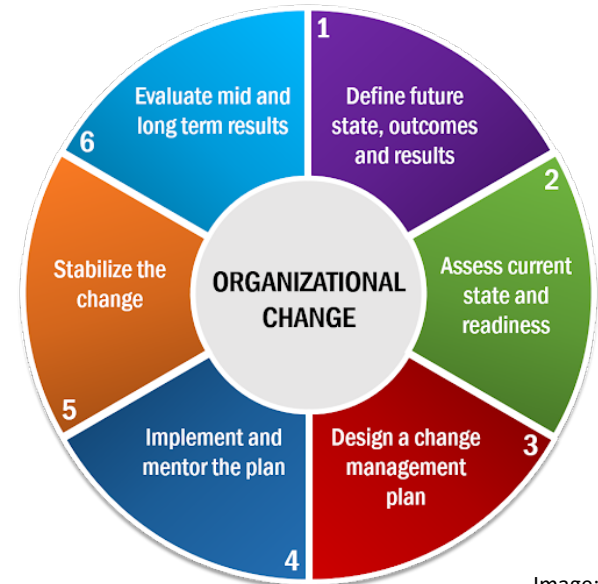 ORGANIZATIONAL
CHANGE
1
Define future
state, outcomes
and results
2
Assess current
state and
readiness
3
Design a change
management
plan
4
Implement and
mentor the plan
5
Stabilize the
change
6
Evaluate mid and
long term results
Image: